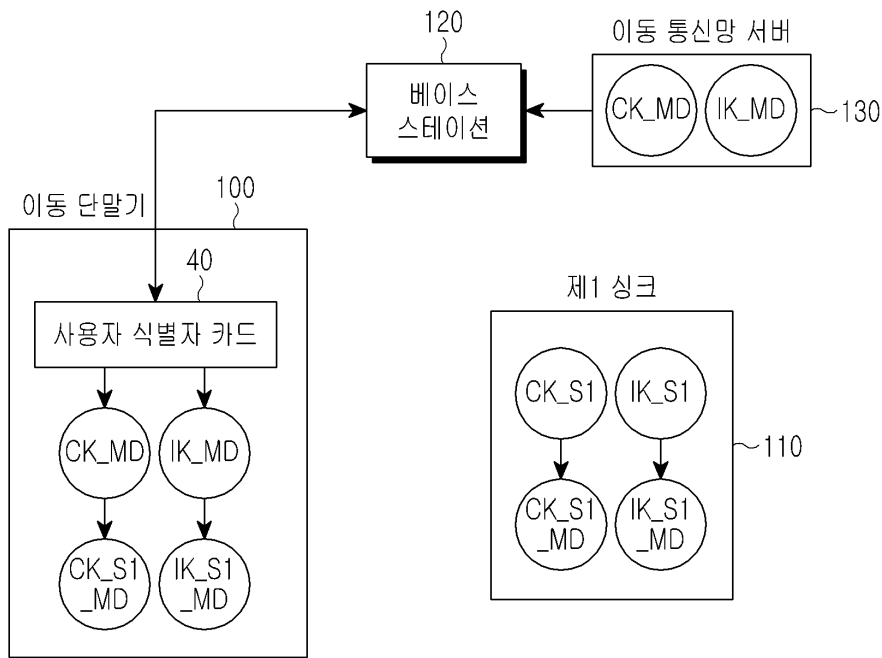 120
이동 통신망 서버
베이스
스테이션
CK_MD
IK_MD
130
이동 단말기
100
40
사용자 식별자 카드
CK_MD
IK_MD
CK_S1
_MD
IK_S1
_MD
제1 싱크
CK_S1
IK_S1
110
CK_S1
_MD
IK_S1
_MD